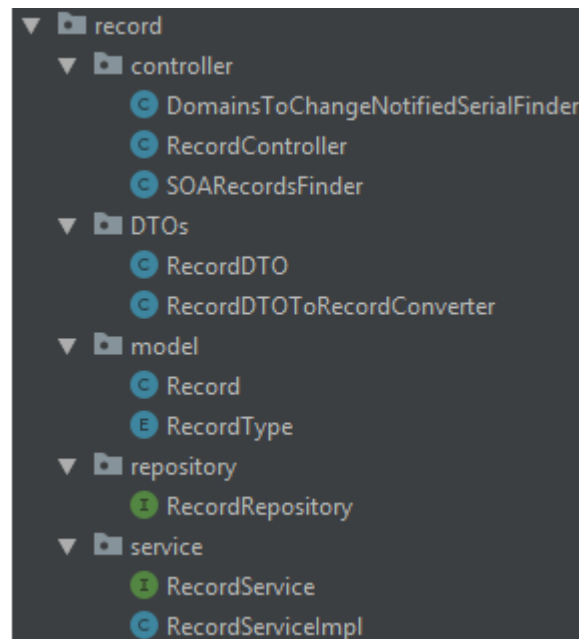 record
controller
C DomainsToChangeNotifiedSerialFinder
C RecordController
C SOARecordsFinder
DTOs
C RecordDTO
C RecordDTOToRecordConverter
model
C Record
E RecordType
repository
I RecordRepository
service
I RecordService
C RecordServiceImpl